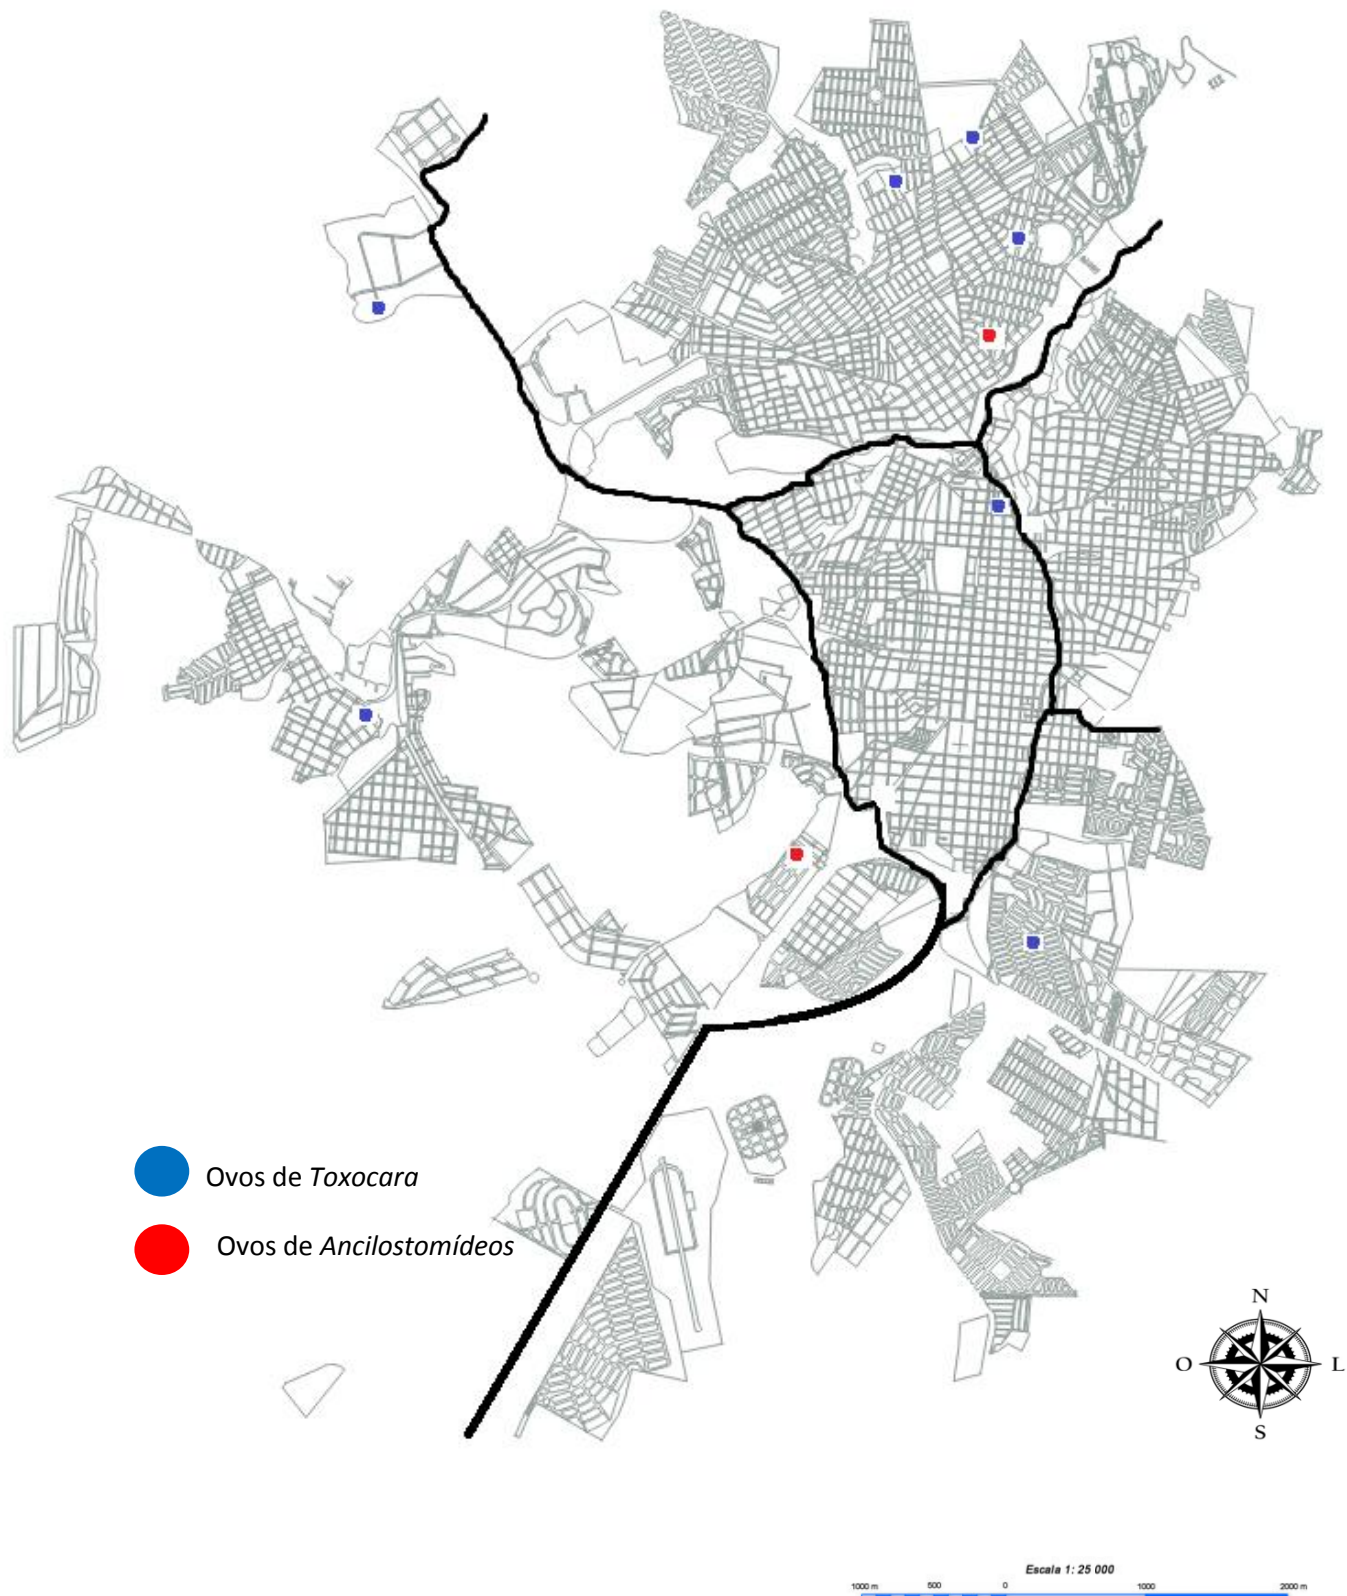 Ovos de Toxocara
Ovos de Ancilostomídeos
N
O L
S
Escala 1: 25 000
1000 m 500 0 1000 2000 m